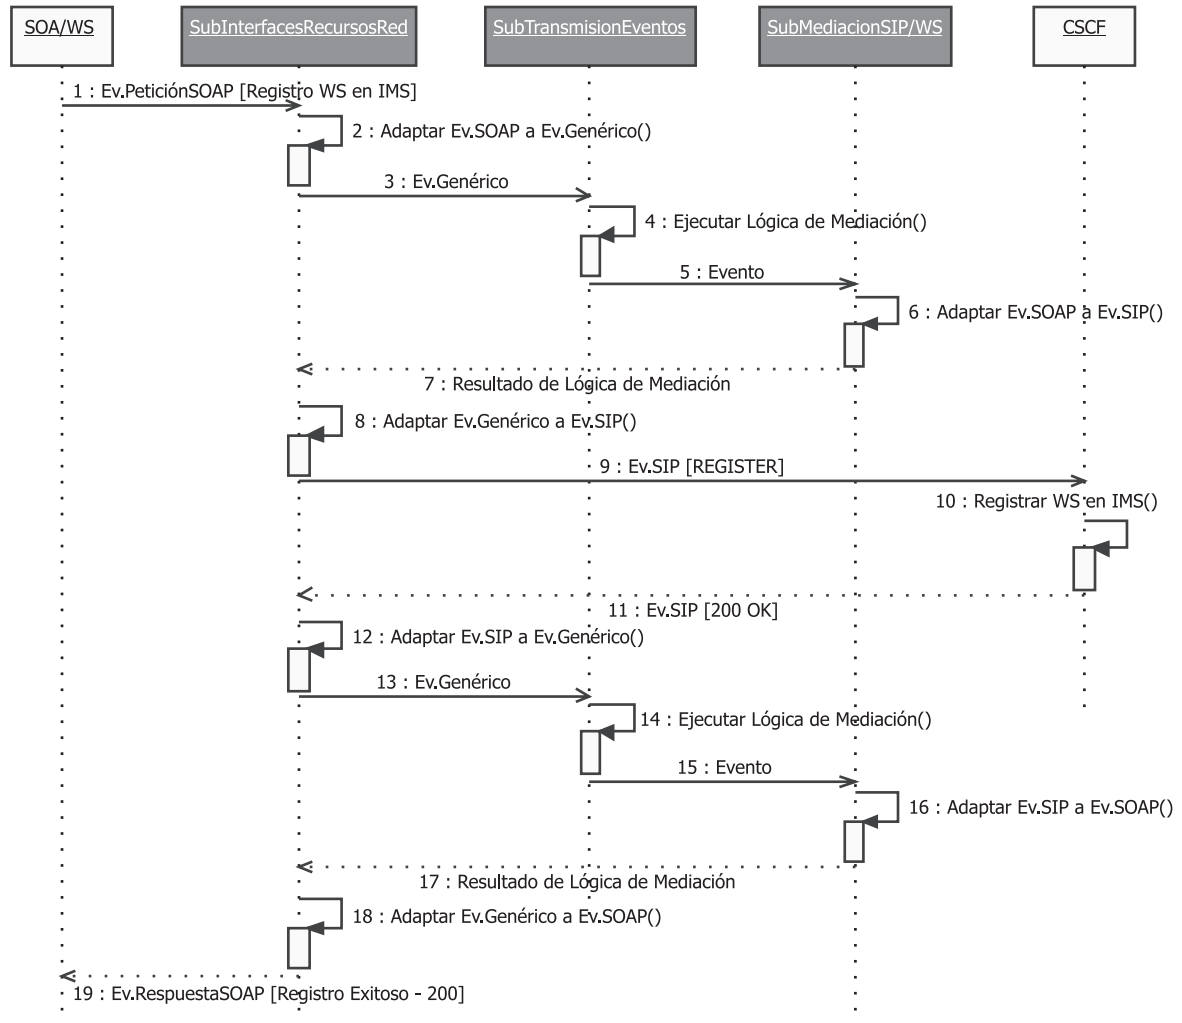 SOA/WS
SubInterfacesRecursosRed
SubTransmisionEventos
SubMediacionSIP/WS
CSCF
1 : Ev.PeticiónSOAP [Registro WS en IMS]
2 : Adaptar Ev.SOAP a Ev.Genérico()
3 : Ev.Genérico
4 : Ejecutar Lógica de Mediación()
5 : Evento
6 : Adaptar Ev.SOAP a Ev.SIP()
7 : Resultado de Lógica de Mediación
8 : Adaptar Ev.Genérico a Ev.SIP()
9 : Ev.SIP [REGISTER]
10 : Registrar WS en IMS()
11 : Ev.SIP [200 OK]
12 : Adaptar Ev.SIP a Ev.Genérico()
13 : Ev.Genérico
14 : Ejecutar Lógica de Mediación()
15 : Evento
16 : Adaptar Ev.SIP a Ev.SOAP()
17 : Resultado de Lógica de Mediación
18 : Adaptar Ev.Genérico a Ev.SOAP()
19 : Ev.RespuestaSOAP [Registro Exitoso - 200]